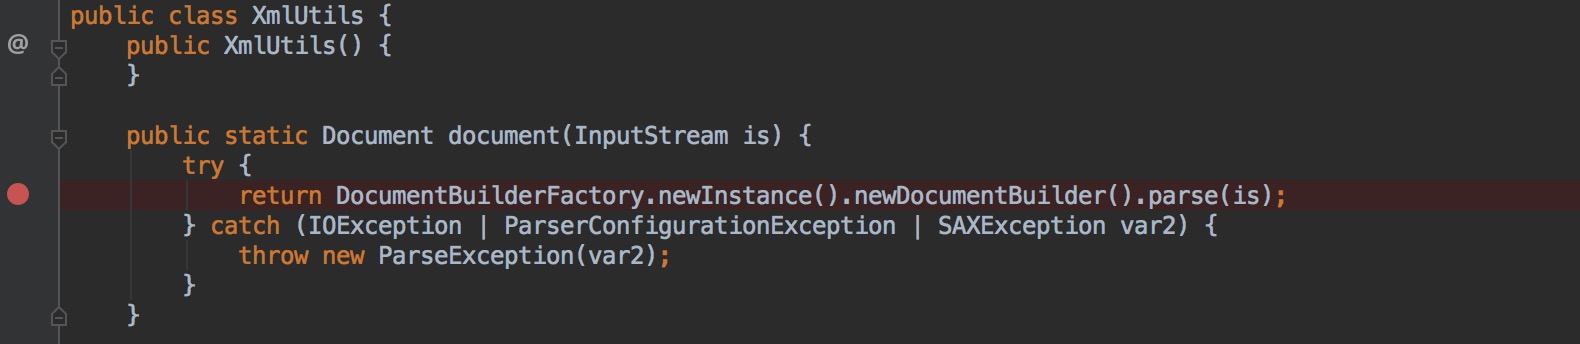 public class XmlUtils {
@ public XmlUtils() {
}
public static Document document(InputStream is) {
try {
return DocumentBuilderFactory.newInstance().newDocumentBuilder().parse(is);
} catch (IOException | ParserConfigurationException | SAXException var2) {
throw new ParseException(var2);
}
}